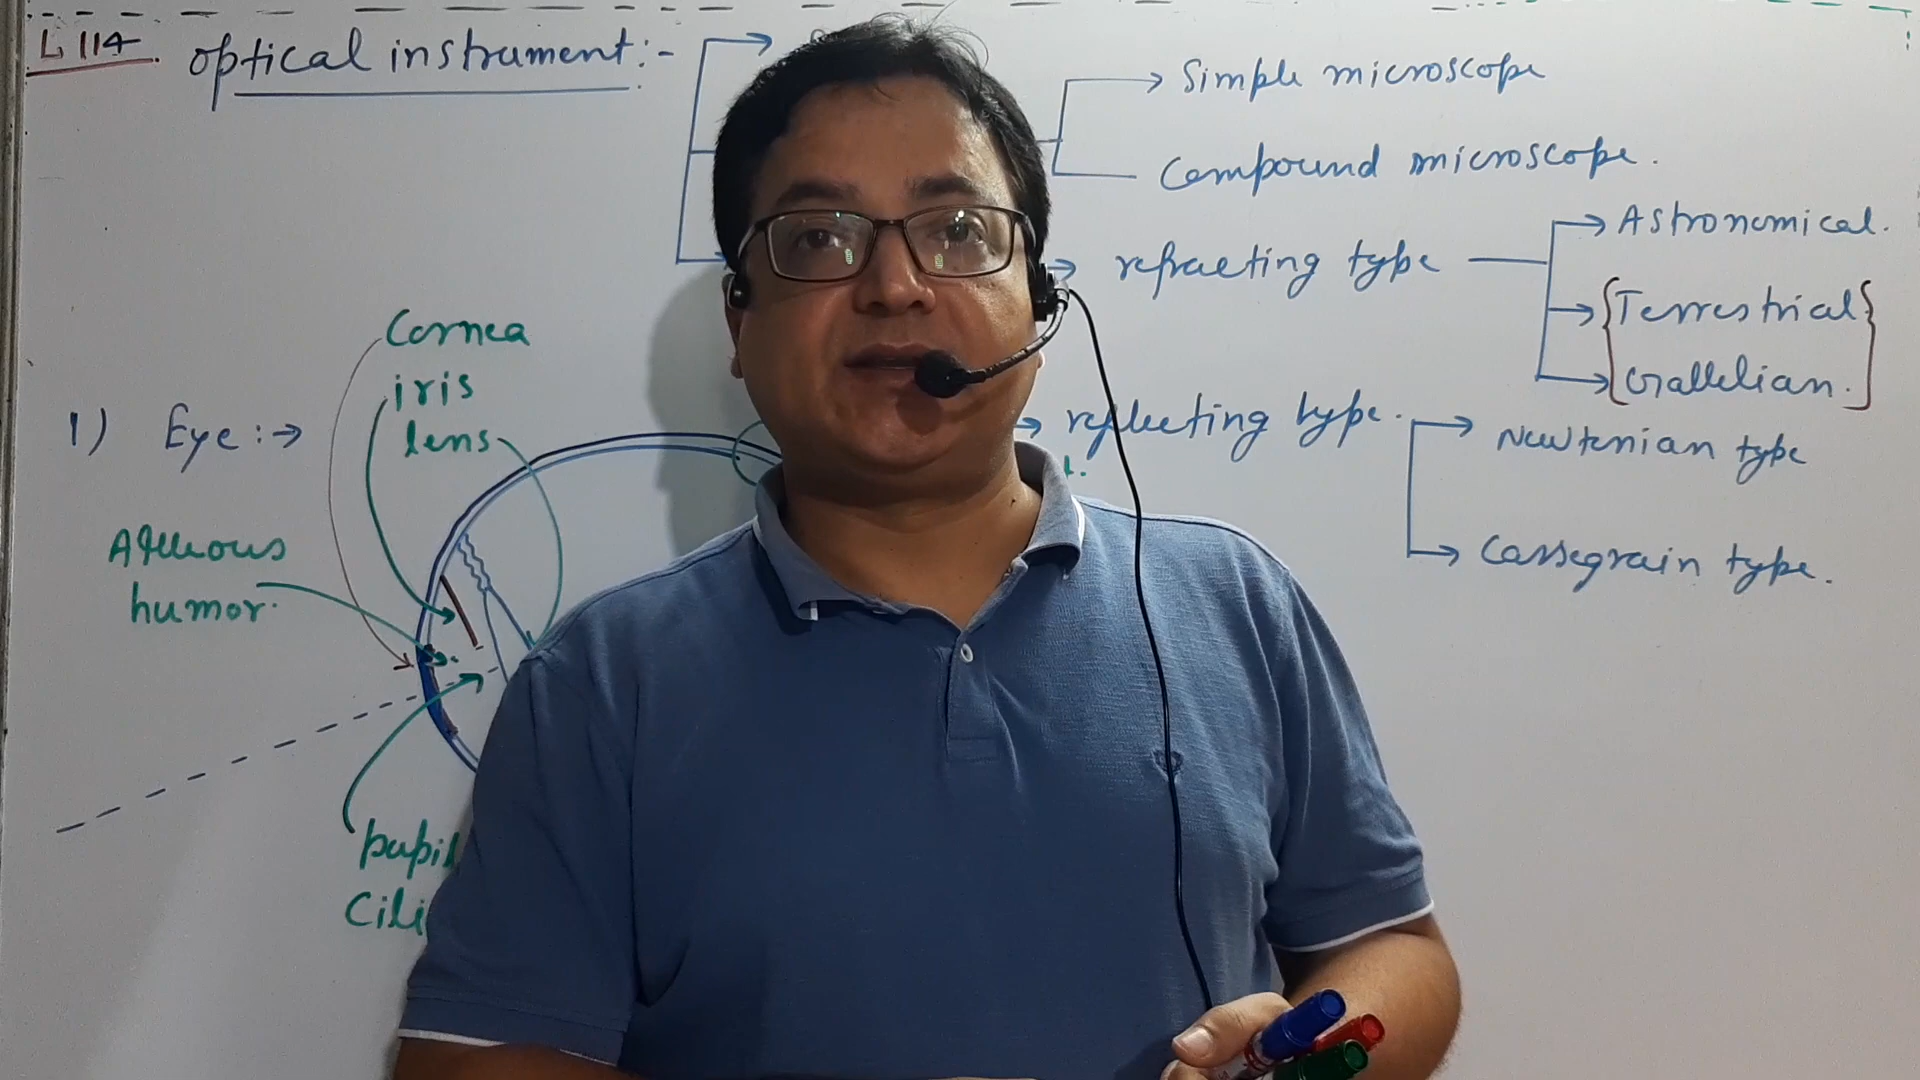 L 114
optical instrument:-
Simple microscope
Compound microscope.
refracting type
Astronomical.
{Terrestrial}
{Gallelian.}
reflecting type.
Newtonian type
Cassegrain type.
1) Eye:→
Cornea
iris
lens
Aqueous
humor.